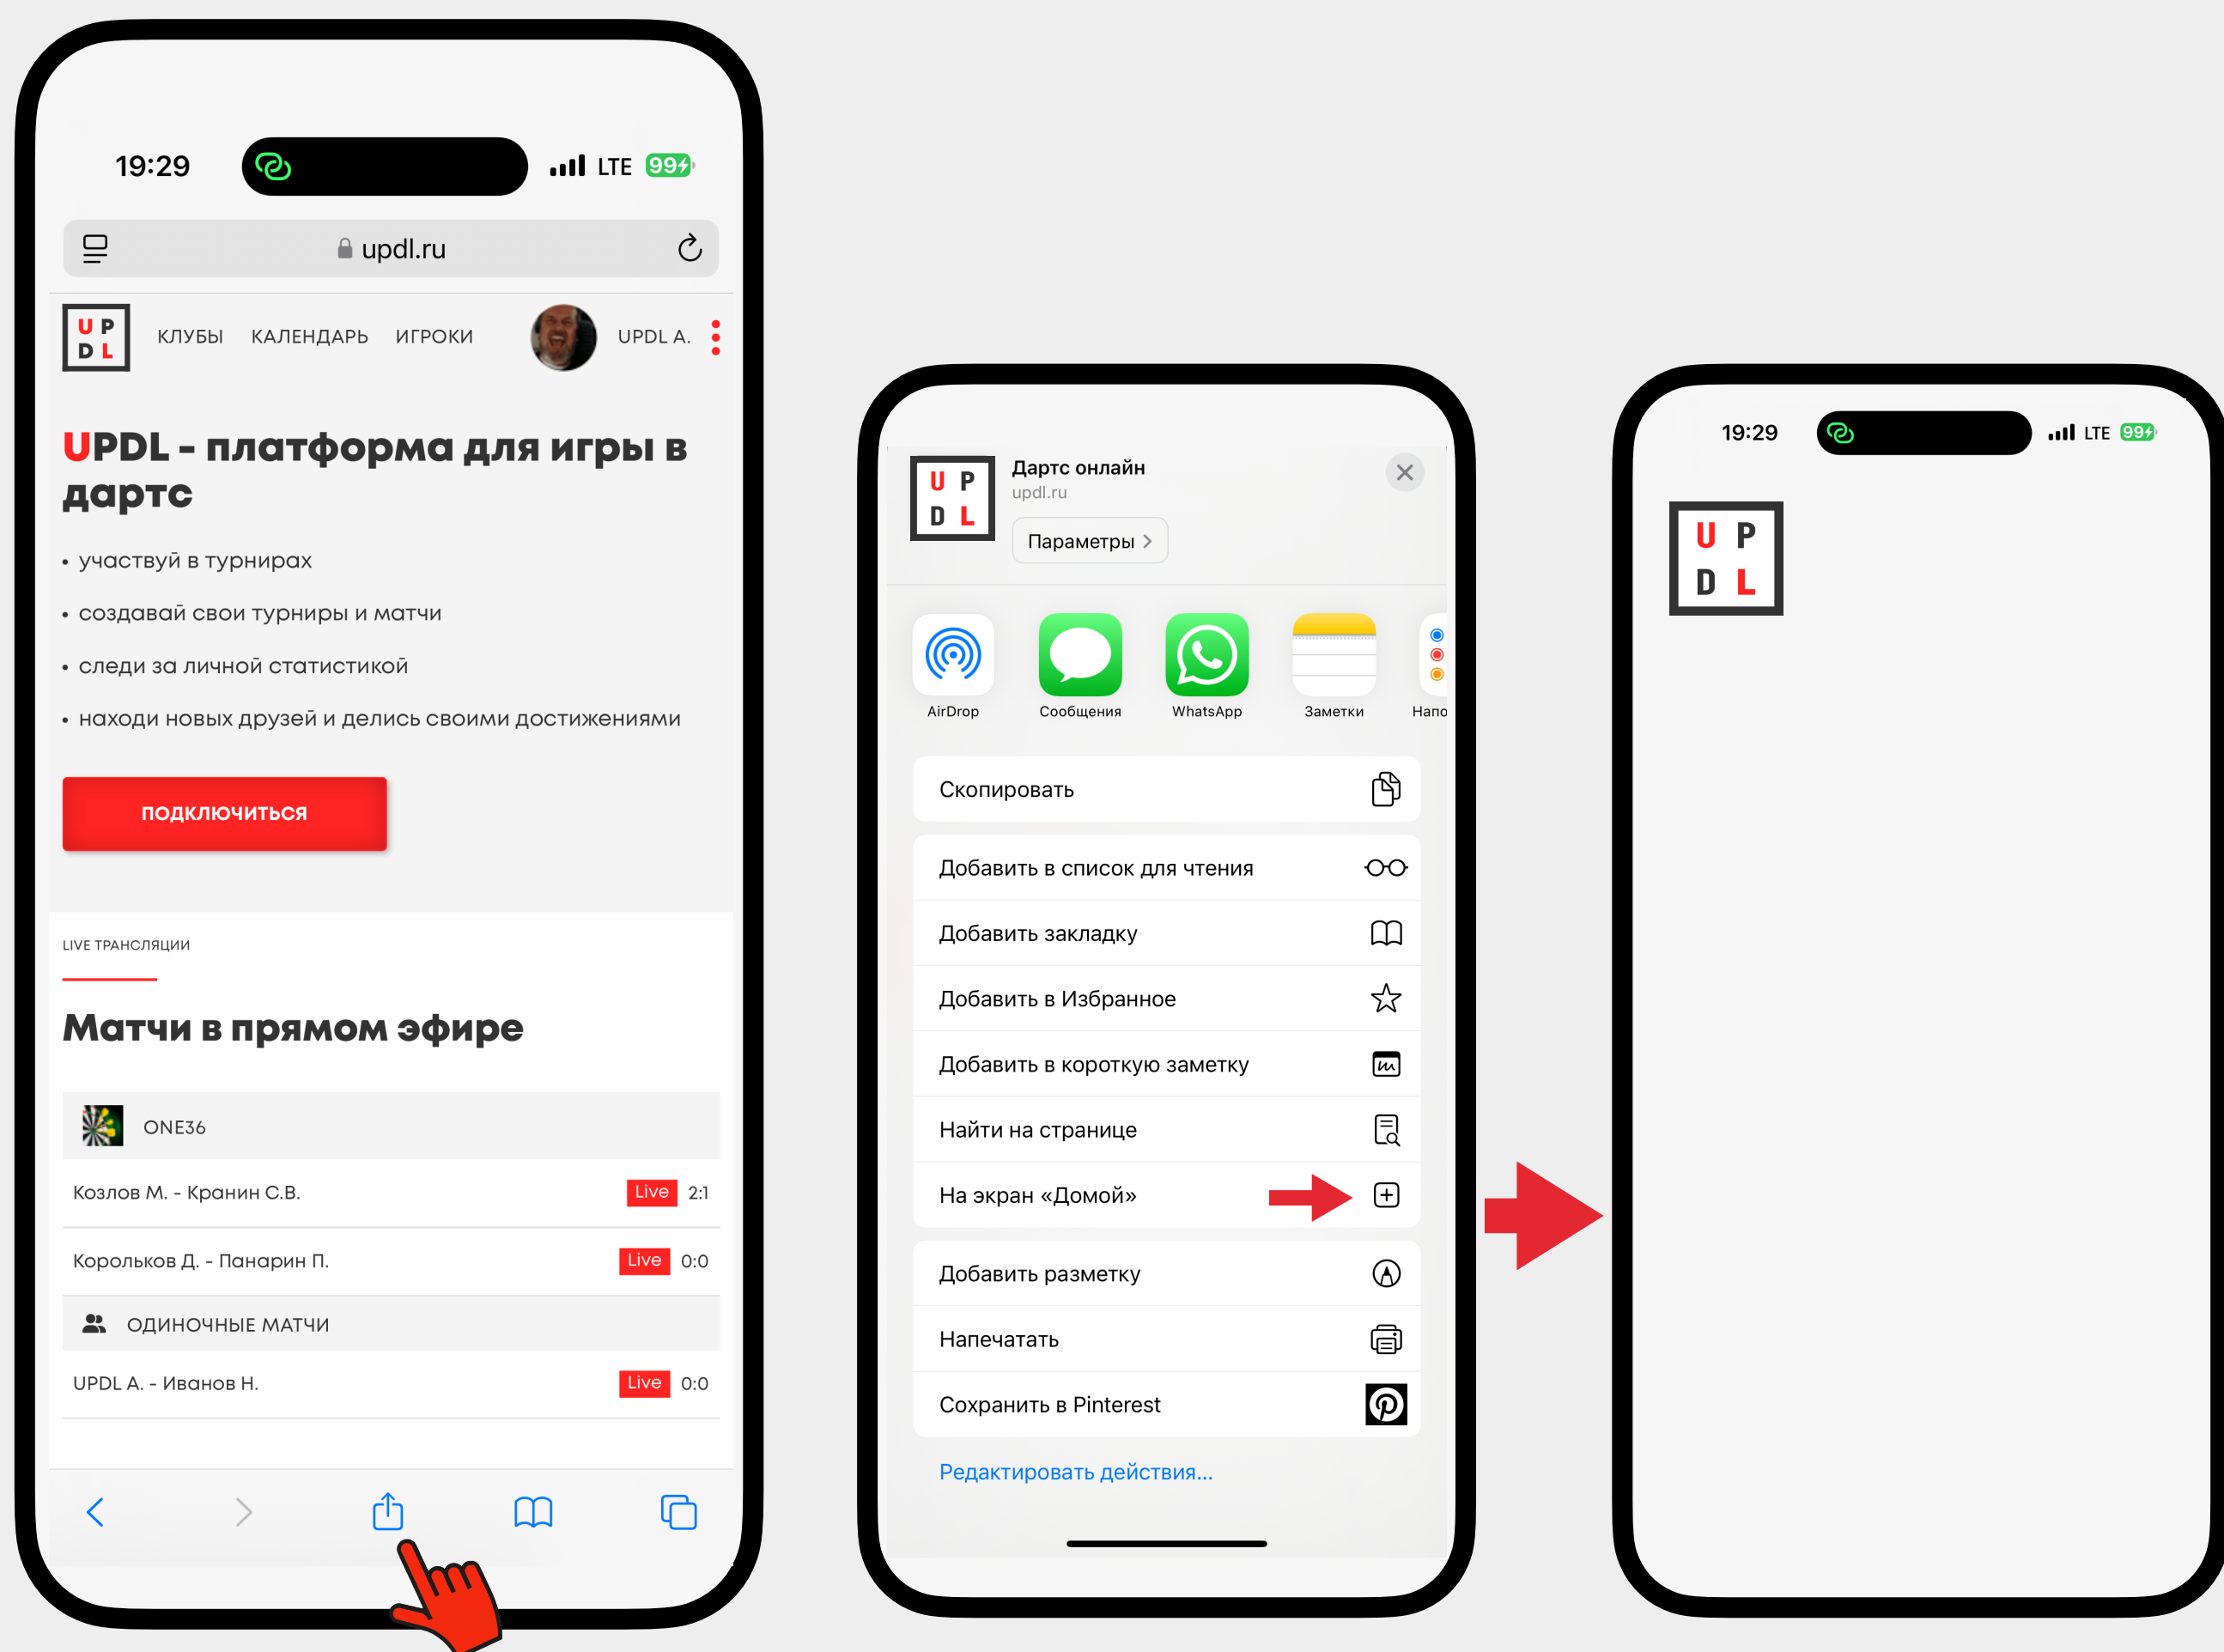 19:29
LTE 99
updl.ru
U P
D L
КЛУБЫ КАЛЕНДАРЬ ИГРОКИ
UPDL A.
UPDL - платформа для игры в
дартс
• участвуй в турнирах
• создавай свои турниры и матчи
• следи за личной статистикой
• находи новых друзей и делись своими достижениями
ПОДКЛЮЧИТЬСЯ
LIVE ТРАНСЛЯЦИИ
Матчи в прямом эфире
ONE36
Козлов М. - Кранин С.В. Live 2:1
Корольков Д. - Панарин П. Live 0:0
ОДИНОЧНЫЕ МАТЧИ
UPDL A. - Иванов Н. Live 0:0
U P
D L
Дартс онлайн
updl.ru
Параметры
AirDrop
Сообщения
WhatsApp
Заметки
Напо
Скопировать
Добавить в список для чтения
Добавить закладку
Добавить в Избранное
Добавить в короткую заметку
Найти на странице
На экран «Домой»
Добавить разметку
Напечатать
Сохранить в Pinterest
Редактировать действия...
19:29
LTE 99
U P
D L